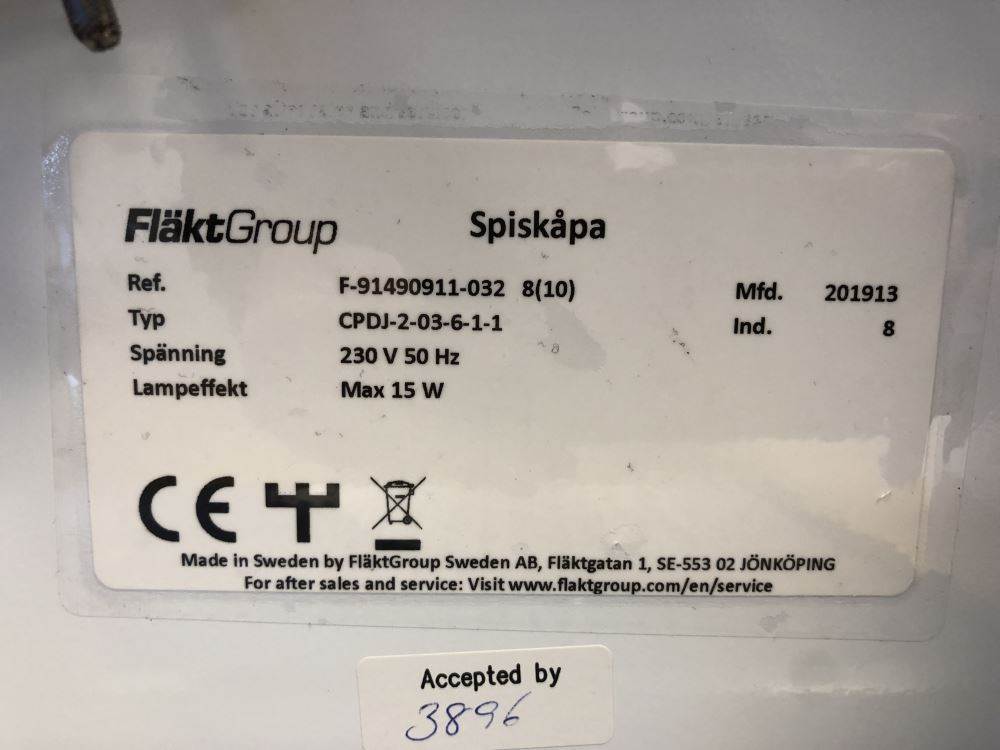 FläktGroup Spiskåpa
Ref. F-91490911-032 8(10) Mfd. 201913
Typ CPDJ-2-03-6-1-1 Ind. 8
Spänning 230 V 50 Hz
Lampeffekt Max 15 W
CE
Made in Sweden by FläktGroup Sweden AB, Fläktgatan 1, SE-553 02 JÖNKÖPING
For after sales and service: Visit www.flaktgroup.com/en/service
Accepted by
3896